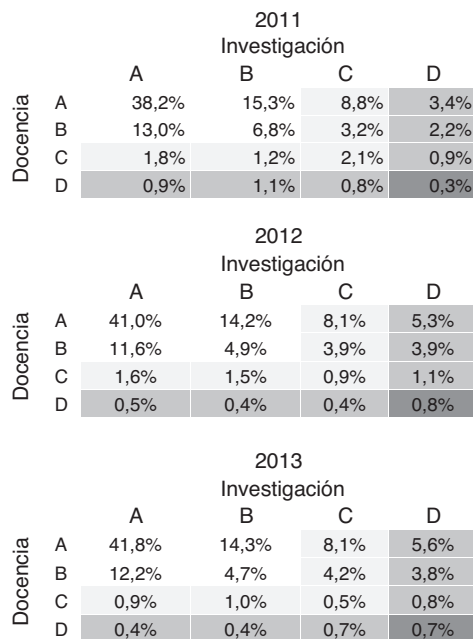 2011
Investigación
A B C D
Docencia
A 38,2% 15,3% 8,8% 3,4%
B 13,0% 6,8% 3,2% 2,2%
C 1,8% 1,2% 2,1% 0,9%
D 0,9% 1,1% 0,8% 0,3%
2012
Investigación
A B C D
Docencia
A 41,0% 14,2% 8,1% 5,3%
B 11,6% 4,9% 3,9% 3,9%
C 1,6% 1,5% 0,9% 1,1%
D 0,5% 0,4% 0,4% 0,8%
2013
Investigación
A B C D
Docencia
A 41,8% 14,3% 8,1% 5,6%
B 12,2% 4,7% 4,2% 3,8%
C 0,9% 1,0% 0,5% 0,8%
D 0,4% 0,4% 0,7% 0,7%